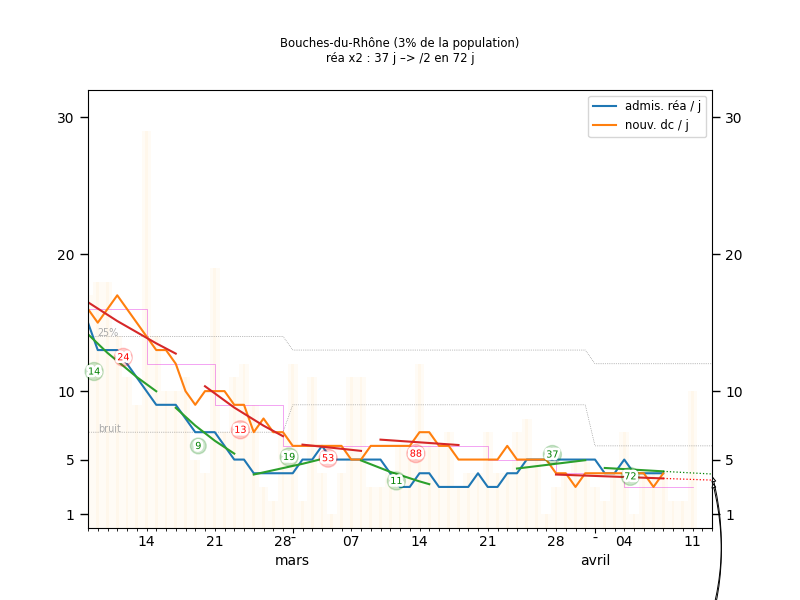 Bouches-du-Rhône (3% de la population)
réa x2 : 37 j –> /2 en 72 j
admis. réa / j
nouv. dc / j
30 30
20 20
25%
14 24
10 10
bruit
13
9
19 53 88 37
5 5
11 72
1 1
14 21 28 07 14 21 28 04 11
mars avril